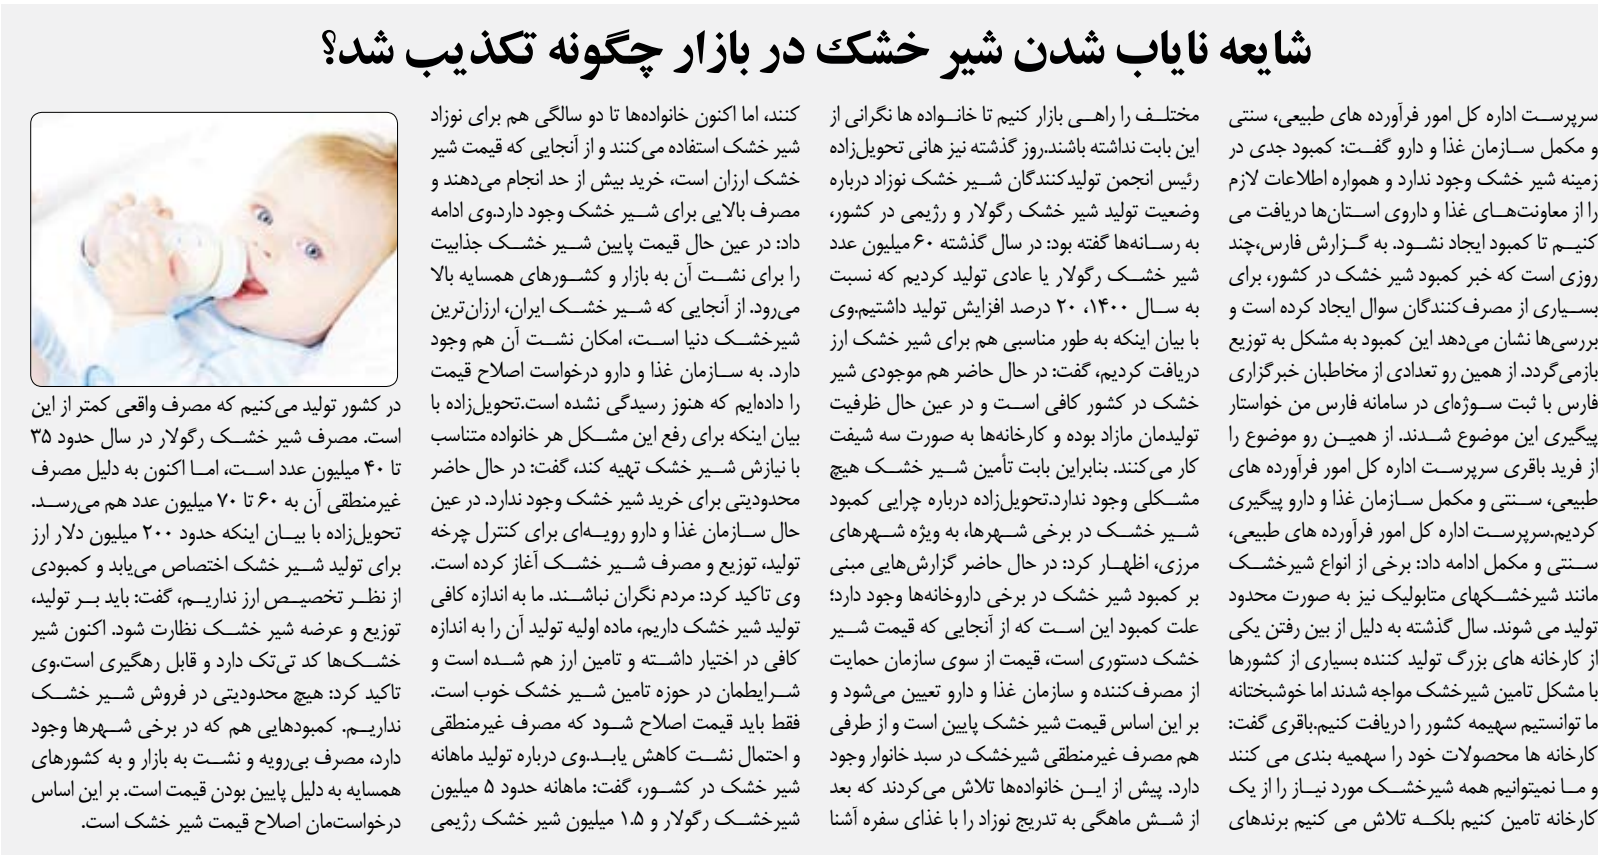 شایعه نایاب شدن شیر خشك در بازار چگونه تکذیب شد؟
سرپرست اداره کل امور فرآورده های طبیعی، سنتی
و مکمل سازمان غذا و دارو گفت: کمبود جدی در
زمینه شیر خشک وجود ندارد و همواره اطلاعات لازم
را از معاونت‌های غذا و داروی استان‌ها دریافت می
کنیم تا کمبود ایجاد نشود. به گزارش فارس،چند
روزی است که خبر کمبود شیر خشک در کشور، برای
بسیاری از مصرف‌کنندگان سوال ایجاد کرده است و
بررسی‌ها نشان می‌دهد این کمبود به مشکل به توزیع
بازمی‌گردد. از همین رو تعدادی از مخاطبان خبرگزاری
فارس با ثبت سوژه‌ای در سامانه فارس من خواستار
پیگیری این موضوع شدند. از همین رو موضوع را
از فرید باقری سرپرست اداره کل امور فرآورده های
طبیعی، سنتی و مکمل سازمان غذا و دارو پیگیری
کردیم.سرپرست اداره کل امور فرآورده های طبیعی،
سنتی و مکمل ادامه داد: برخی از انواع شیرخشک
مانند شیرخشکهای متابولیک نیز به صورت محدود
تولید می شوند. سال گذشته به دلیل از بین رفتن یکی
از کارخانه های بزرگ تولید کننده بسیاری از کشورها
با مشکل تامین شیرخشک مواجه شدند اما خوشبختانه
ما توانستیم سهیمه کشور را دریافت کنیم.باقری گفت:
کارخانه ها محصولات خود را سهمیه بندی می کنند
و ما نمیتوانیم همه شیرخشک مورد نیاز را از یک
کارخانه تامین کنیم بلکه تلاش می کنیم برندهای
مختلف را راهی بازار کنیم تا خانواده ها نگرانی از
این بابت نداشته باشند.روز گذشته نیز هانی تحویل‌زاده
رئیس انجمن تولیدکنندگان شیر خشک نوزاد درباره
وضعیت تولید شیر خشک رگولار و رژیمی در کشور،
به رسانه‌ها گفته بود: در سال گذشته ۶۰ میلیون عدد
شیر خشک رگولار یا عادی تولید کردیم که نسبت
به سال ۱۴۰۰، ۲۰ درصد افزایش تولید داشتیم.وی
با بیان اینکه به طور مناسبی هم برای شیر خشک ارز
دریافت کردیم، گفت: در حال حاضر هم موجودی شیر
خشک در کشور کافی است و در عین حال ظرفیت
تولیدمان مازاد بوده و کارخانه‌ها به صورت سه شیفت
کار می‌کنند. بنابراین بابت تأمین شیر خشک هیچ
مشکلی وجود ندارد.تحویل‌زاده درباره چرایی کمبود
شیر خشک در برخی شهرها، به ویژه شهرهای
مرزی، اظهار کرد: در حال حاضر گزارش‌هایی مبنی
بر کمبود شیر خشک در برخی داروخانه‌ها وجود دارد؛
علت کمبود این است که از آنجایی که قیمت شیر
خشک دستوری است، قیمت از سوی سازمان حمایت
از مصرف‌کننده و سازمان غذا و دارو تعیین می‌شود و
بر این اساس قیمت شیر خشک پایین است و از طرفی
هم مصرف غیرمنطقی شیرخشک در سبد خانوار وجود
دارد. پیش از این خانواده‌ها تلاش می‌کردند که بعد
از شش ماهگی به تدریج نوزاد را با غذای سفره آشنا
کنند، اما اکنون خانواده‌ها تا دو سالگی هم برای نوزاد
شیر خشک استفاده می‌کنند و از آنجایی که قیمت شیر
خشک ارزان است، خرید بیش از حد انجام می‌دهند و
مصرف بالایی برای شیر خشک وجود دارد.وی ادامه
داد: در عین حال قیمت پایین شیر خشک جذابیت
را برای نشت آن به بازار و کشورهای همسایه بالا
می‌رود. از آنجایی که شیر خشک ایران، ارزان‌ترین
شیرخشک دنیا است، امکان نشت آن هم وجود
دارد. به سازمان غذا و دارو درخواست اصلاح قیمت
را داده‌ایم که هنوز رسیدگی نشده است.تحویل‌زاده با
بیان اینکه برای رفع این مشکل هر خانواده متناسب
با نیازش شیر خشک تهیه کند، گفت: در حال حاضر
محدودیتی برای خرید شیر خشک وجود ندارد. در عین
حال سازمان غذا و دارو رویه‌ای برای کنترل چرخه
تولید، توزیع و مصرف شیر خشک آغاز کرده است.
وی تاکید کرد: مردم نگران نباشند. ما به اندازه کافی
تولید شیر خشک داریم، ماده اولیه تولید آن را به اندازه
کافی در اختیار داشته و تامین ارز هم شده است و
شرایطمان در حوزه تامین شیر خشک خوب است.
فقط باید قیمت اصلاح شود که مصرف غیرمنطقی
و احتمال نشت کاهش یابد.وی درباره تولید ماهانه
شیر خشک در کشور، گفت: ماهانه حدود ۵ میلیون
شیرخشک رگولار و ۱.۵ میلیون شیر خشک رژیمی
در کشور تولید می‌کنیم که مصرف واقعی کمتر از این
است. مصرف شیر خشک رگولار در سال حدود ۳۵
تا ۴۰ میلیون عدد است، اما اکنون به دلیل مصرف
غیرمنطقی آن به ۶۰ تا ۷۰ میلیون عدد هم می‌رسد.
تحویل‌زاده با بیان اینکه حدود ۲۰۰ میلیون دلار ارز
برای تولید شیر خشک اختصاص می‌یابد و کمبودی
از نظر تخصیص ارز نداریم، گفت: باید بر تولید،
توزیع و عرضه شیر خشک نظارت شود. اکنون شیر
خشک‌ها کد تی‌تک دارد و قابل رهگیری است.وی
تاکید کرد: هیچ محدودیتی در فروش شیر خشک
نداریم. کمبودهایی هم که در برخی شهرها وجود
دارد، مصرف بی‌رویه و نشت به بازار و به کشورهای
همسایه به دلیل پایین بودن قیمت است. بر این اساس
درخواست‌مان اصلاح قیمت شیر خشک است.